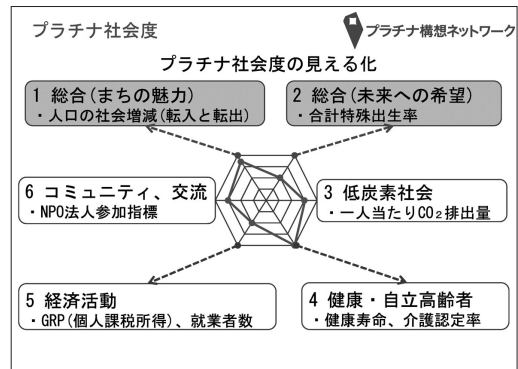 プラチナ社会度
プラチナ構想ネットワーク
プラチナ社会度の見える化
1 総合(まちの魅力)
・人口の社会増減(転入と転出)
2 総合(未来への希望)
・合計特殊出生率
6 コミュニティ、交流
・NPO法人参加指標
3 低炭素社会
・一人当たりCO₂排出量
5 経済活動
・GRP(個人課税所得)、就業者数
4 健康・自立高齢者
・健康寿命、介護認定率